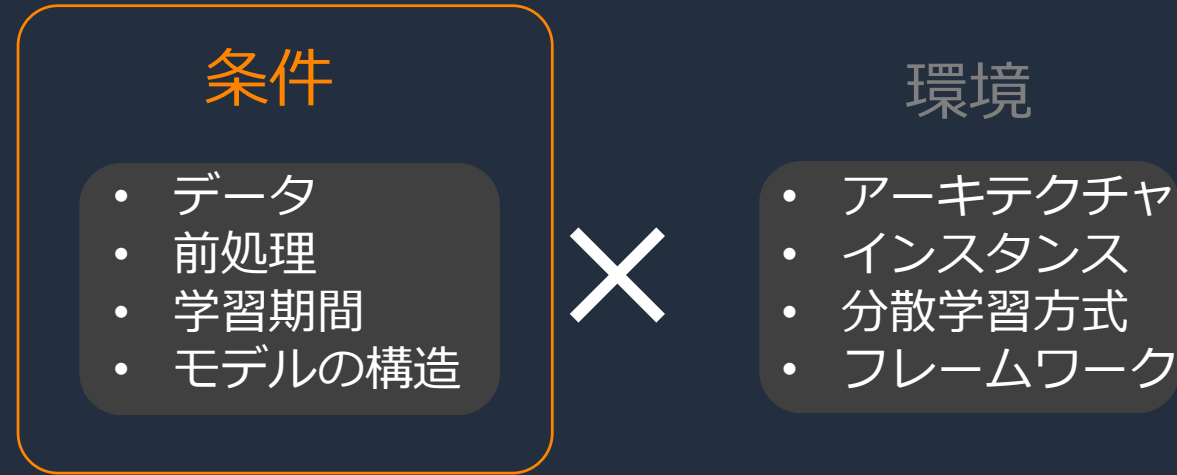 条件
• データ
• 前処理
• 学習期間
• モデルの構造
×
環境
• アーキテクチャ
• インスタンス
• 分散学習方式
• フレームワーク